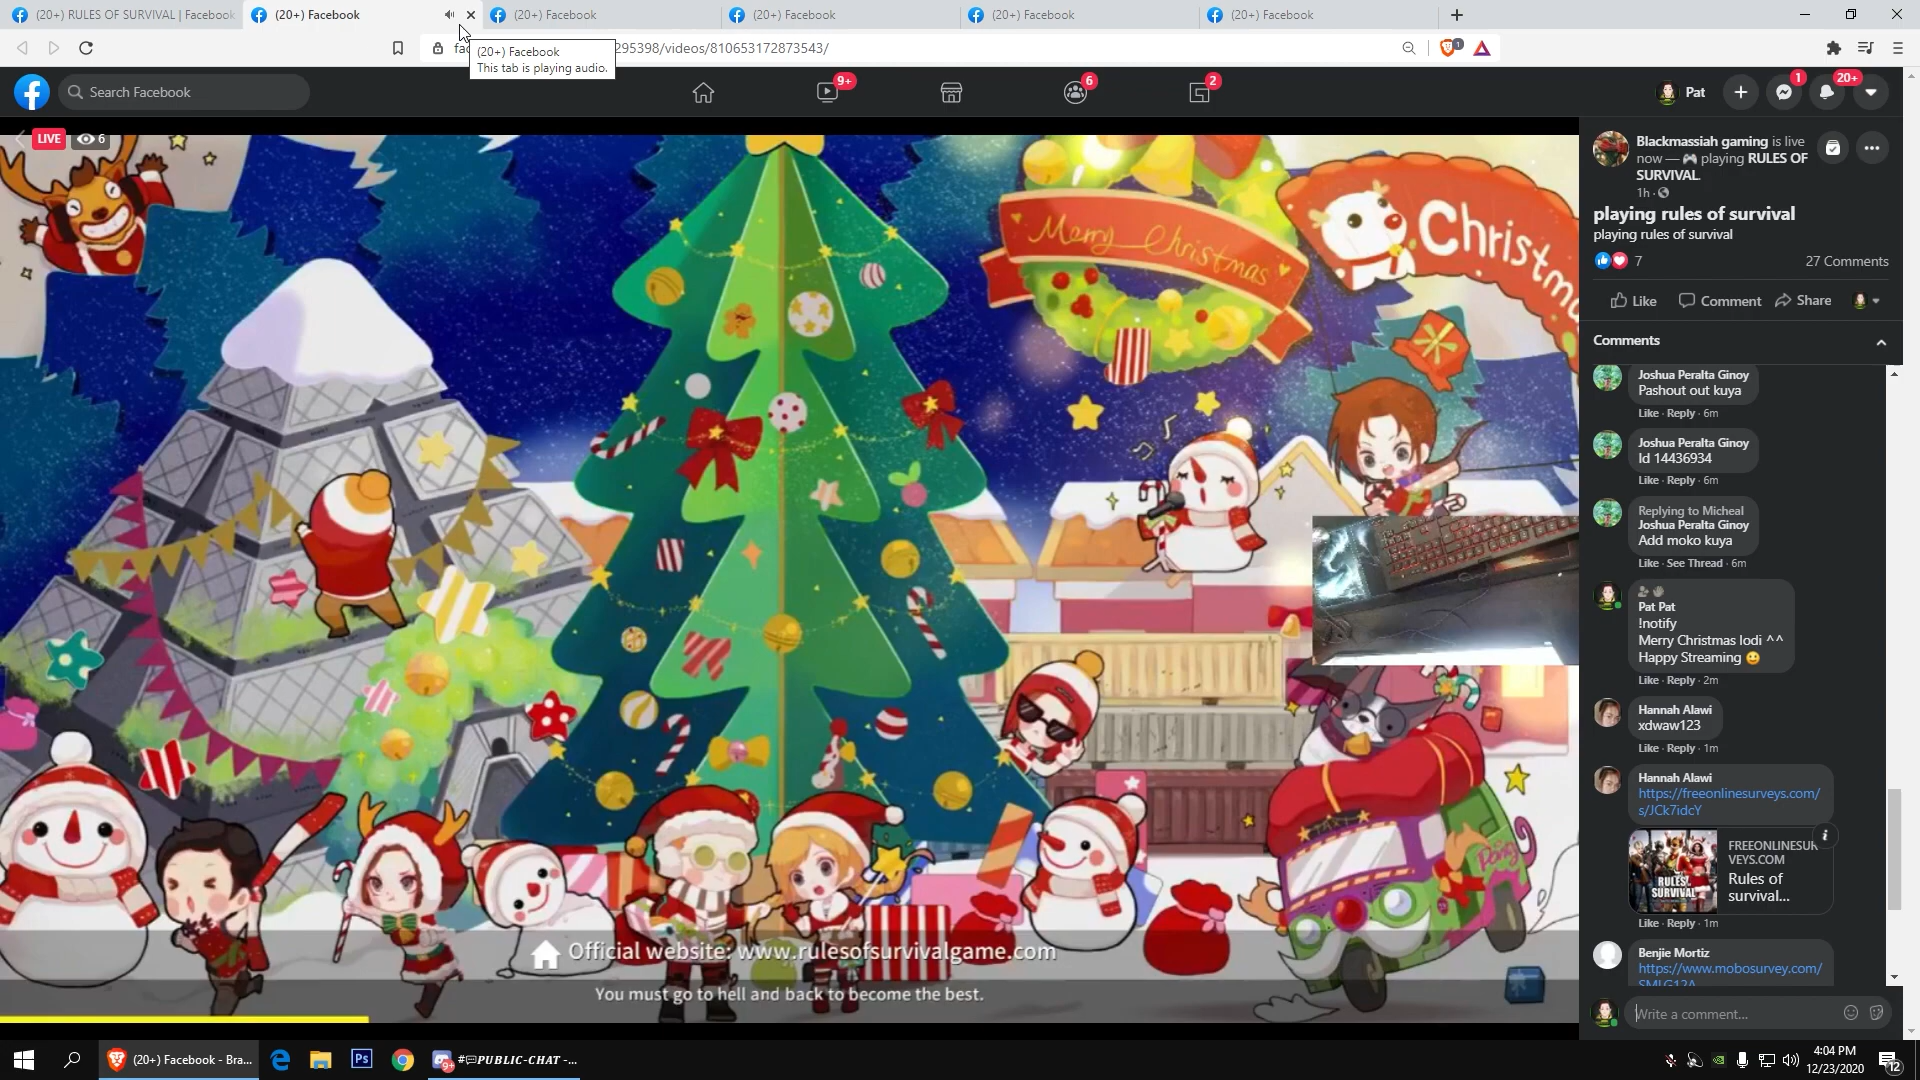 (20+) RULES OF SURVIVAL | Facebook
(20+) Facebook
(20+) Facebook
(20+) Facebook
(20+) Facebook
(20+) Facebook
295398/videos/810653172873543/
1
(20+) Facebook
This tab is playing audio.
Search Facebook
9+
6
2
Pat
1
20+
LIVE
6
Merry Christmas
Christma
Official website: www.rulesofsurvivalgame.com
You must go to hell and back to become the best.
Blackmassiah gaming is live
now — 🎮 playing RULES OF
SURVIVAL.
1h ·
playing rules of survival
playing rules of survival
7
27 Comments
Like
Comment
Share
Comments
Joshua Peralta Ginoy
Pashout out kuya
Like · Reply · 6m
Joshua Peralta Ginoy
Id 14436934
Like · Reply · 6m
Replying to Micheal
Joshua Peralta Ginoy
Add moko kuya
Like · See Thread · 6m
Pat Pat
!notify
Merry Christmas lodi ^^
Happy Streaming 😀
Like · Reply · 2m
Hannah Alawi
xdwaw123
Like · Reply · 1m
Hannah Alawi
https://freeonlinesurveys.com/
s/JCk7idcY
RULES
SURVIVAL
FREEONLINESUR
VEYS.COM
Rules of
survival...
Like · Reply · 1m
Benjie Mortiz
https://www.mobosurvey.com/
SMLG12A
Write a comment...
(20+) Facebook - Bra...
Ps
9+
#PUBLIC-CHAT -...
4:04 PM
12/23/2020
12